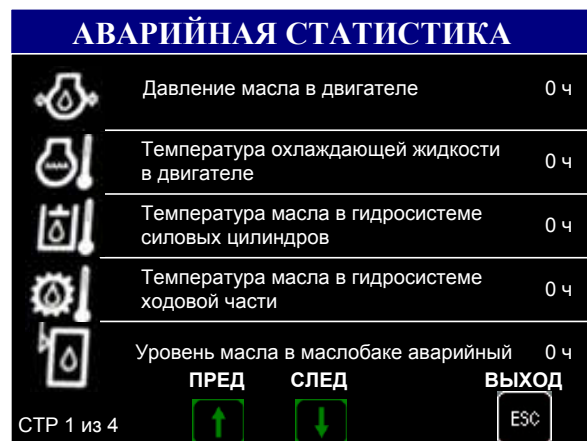 АВАРИЙНАЯ СТАТИСТИКА
Давление масла в двигателе 0 ч
Температура охлаждающей жидкости
в двигателе 0 ч
Температура масла в гидросистеме
силовых цилиндров 0 ч
Температура масла в гидросистеме
ходовой части 0 ч
Уровень масла в маслобаке аварийный 0 ч
ПРЕД СЛЕД ВЫХОД
СТР 1 из 4 ESC